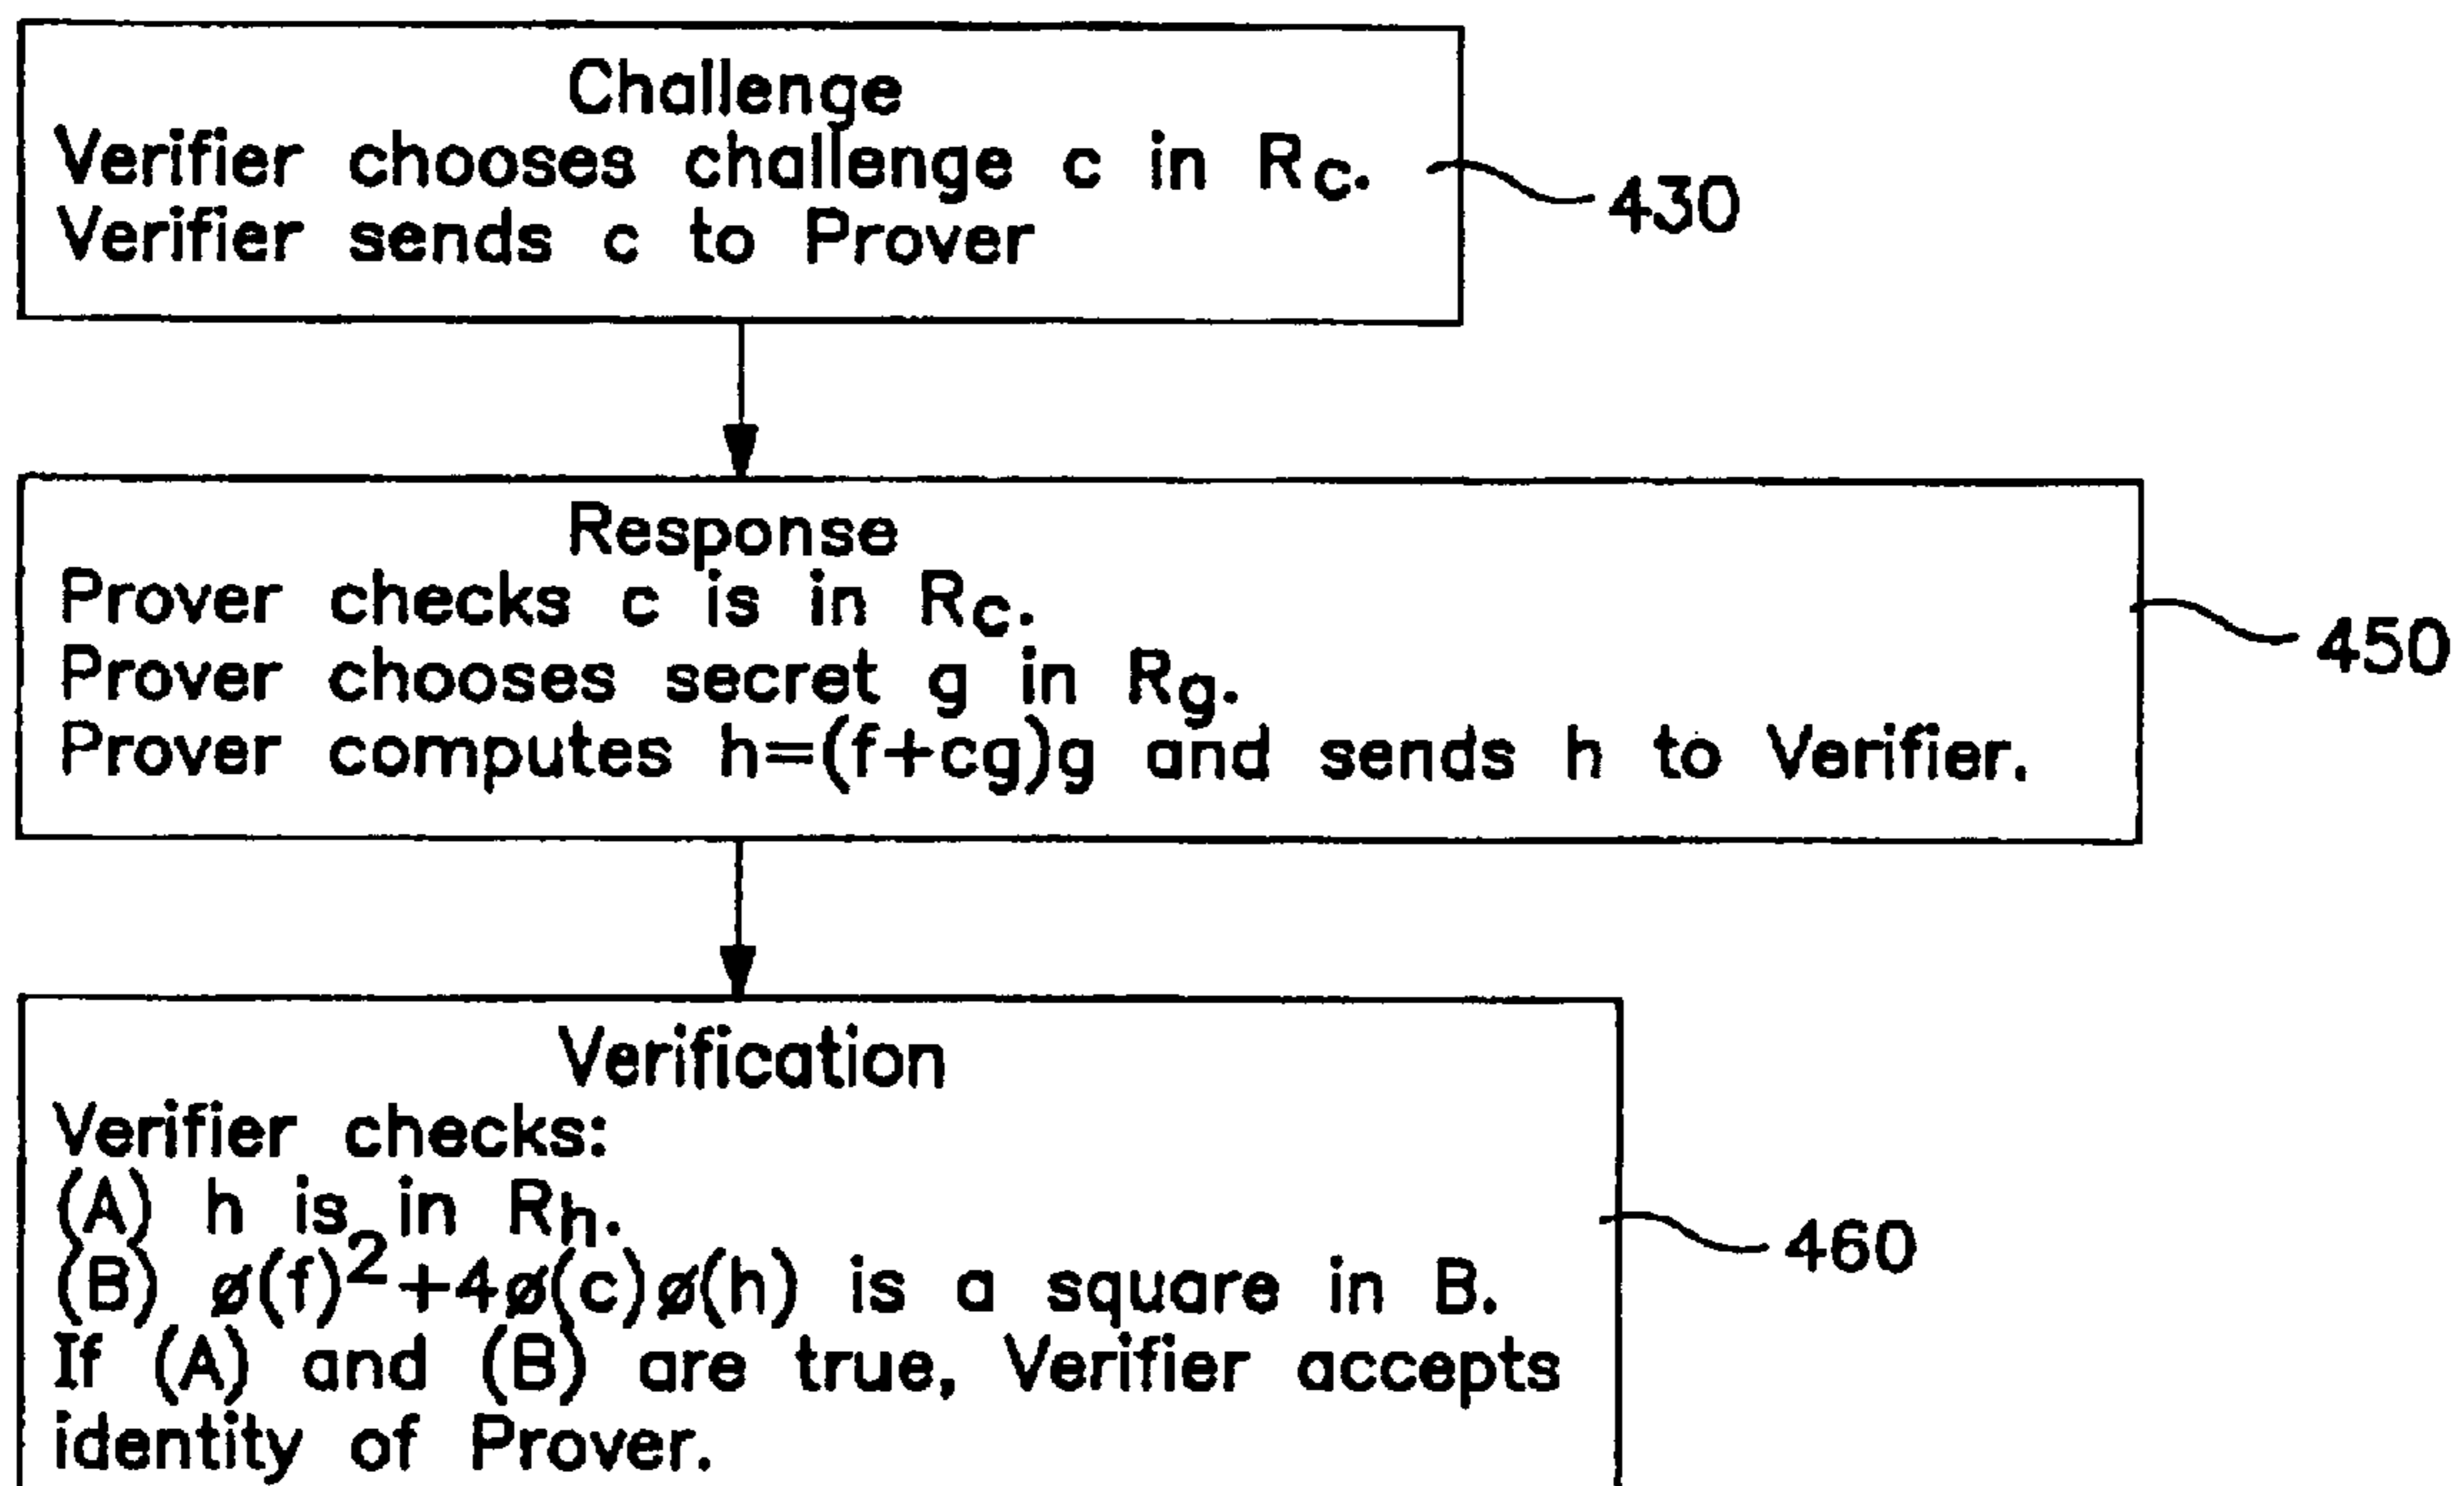 Challenge
Verifier chooses challenge c in Rc.
Verifier sends c to Prover
430
Response
Prover checks c is in Rc.
Prover chooses secret g in Rg.
Prover computes h=(f+cg)g and sends h to Verifier.
450
Verification
Verifier checks:
(A) h is in Rh.
(B) ø(f)²+4ø(c)ø(h) is a square in B.
If (A) and (B) are true, Verifier accepts
identity of Prover.
460